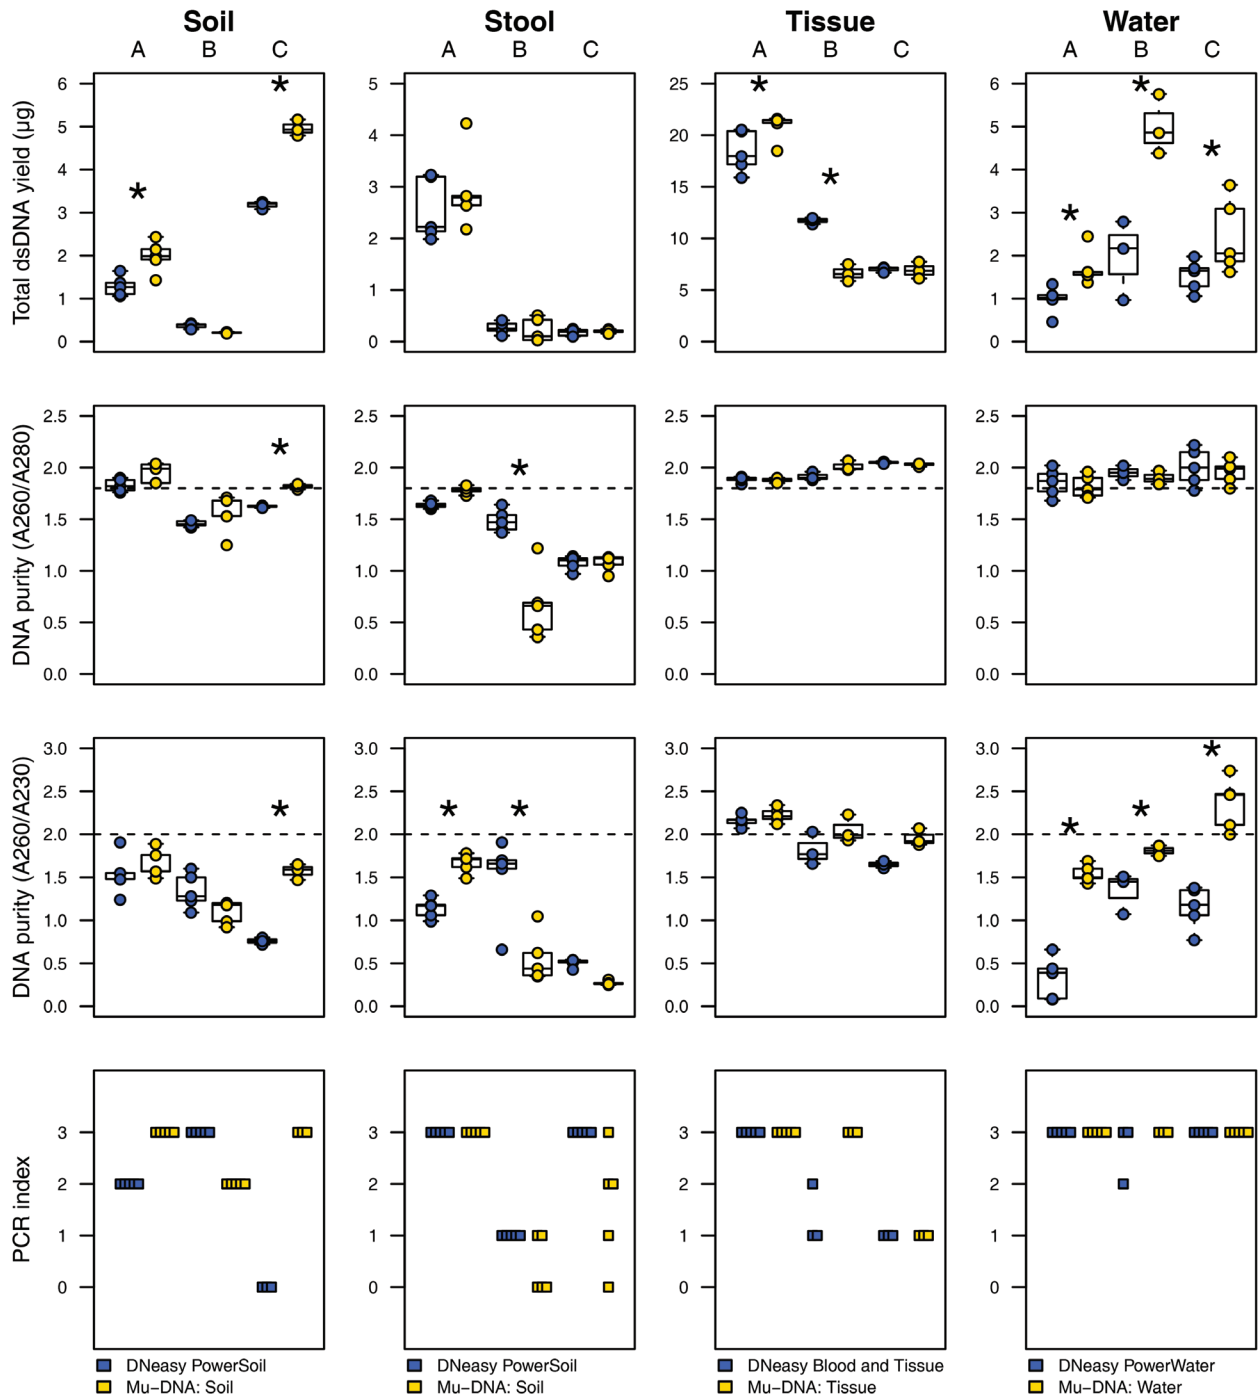 Soil Stool Tissue Water
A B C A B C A B C A B C
Total dsDNA yield (µg)
6 5 4 3 2 1 0
5 4 3 2 1 0
25 20 15 10 5 0
6 5 4 3 2 1 0
* * * * * * *
DNA purity (A260/A280)
2.5 2.0 1.5 1.0 0.5 0.0
2.5 2.0 1.5 1.0 0.5 0.0
2.5 2.0 1.5 1.0 0.5 0.0
2.5 2.0 1.5 1.0 0.5 0.0
* *
DNA purity (A260/A230)
3.0 2.5 2.0 1.5 1.0 0.5 0.0
3.0 2.5 2.0 1.5 1.0 0.5 0.0
3.0 2.5 2.0 1.5 1.0 0.5 0.0
3.0 2.5 2.0 1.5 1.0 0.5 0.0
* * * * * *
PCR index
3 2 1 0
3 2 1 0
3 2 1 0
3 2 1 0
DNeasy PowerSoil
Mu−DNA: Soil
DNeasy PowerSoil
Mu−DNA: Soil
DNeasy Blood and Tissue
Mu−DNA: Tissue
DNeasy PowerWater
Mu−DNA: Water